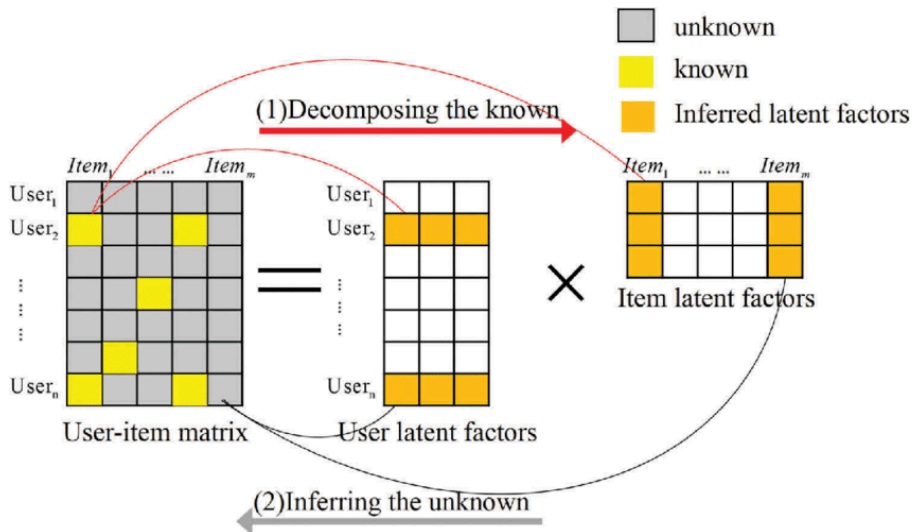 unknown
known
Inferred latent factors
(1)Decomposing the known
Item₁ ... ... Itemₘ
User₁
User₂
... ...
Userₙ
User-item matrix
=
User₁
User₂
... ...
Userₙ
User latent factors
×
Item₁ ... ... Itemₘ
Item latent factors
(2)Inferring the unknown